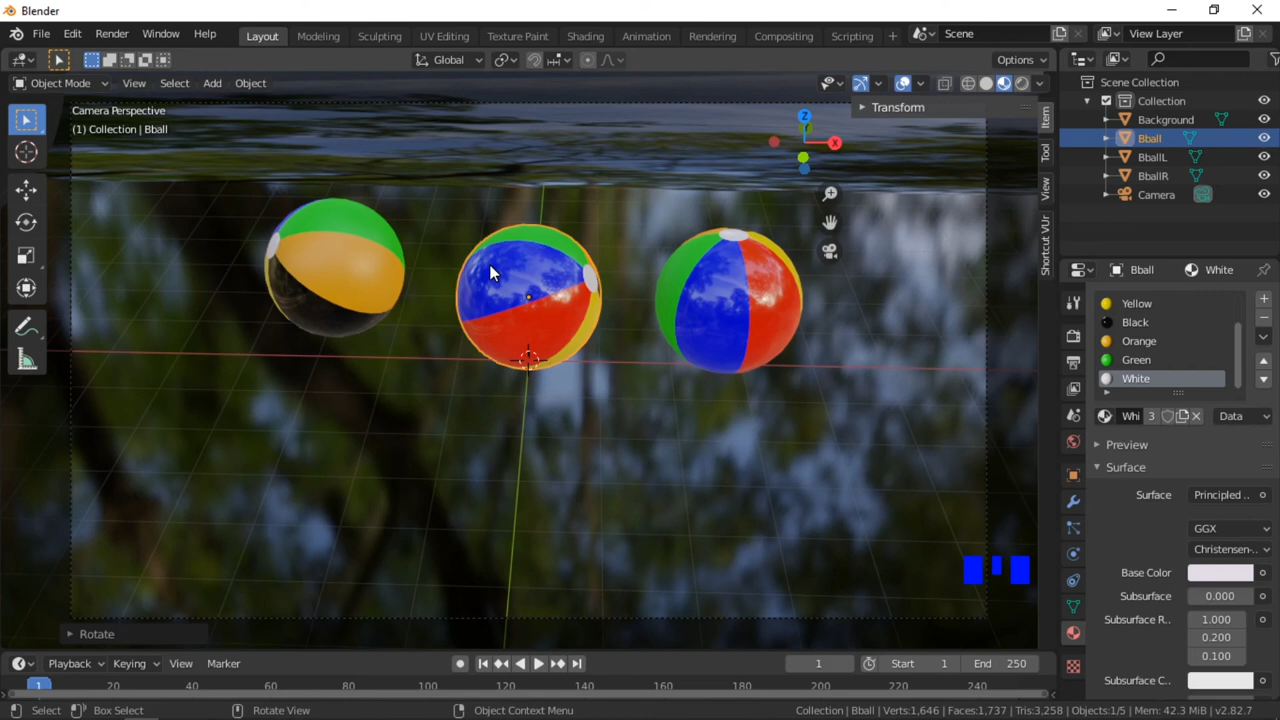 Blender
File Edit Render Window Help Layout Modeling Sculpting UV Editing Texture Paint Shading Animation Rendering Compositing Scripting + Scene View Layer
Global Options
Object Mode View Select Add Object
Camera Perspective
(1) Collection | Bball
Transform
Z
X
Item
Tool
View
Shortcut VUr
Scene Collection
Collection
Background
Bball
BballL
BballR
Camera
Bball White
Yellow
Black
Orange
Green
White
Whi 3 Data
Preview
Surface
Surface Principled ..
GGX
Christensen-..
Base Color
Subsurface 0.000
Subsurface R.. 1.000
0.200
0.100
Subsurface C..
Rotate
Playback Keying View Marker 1 Start 1 End 250
1 20 40 60 80 100 120 140 160 180 200 220 240
Select Box Select Rotate View Object Context Menu Collection | Bball | Verts:1,646 | Faces:1,737 | Tris:3,258 | Objects:1/5 | Mem: 42.3 MiB | v2.82.7